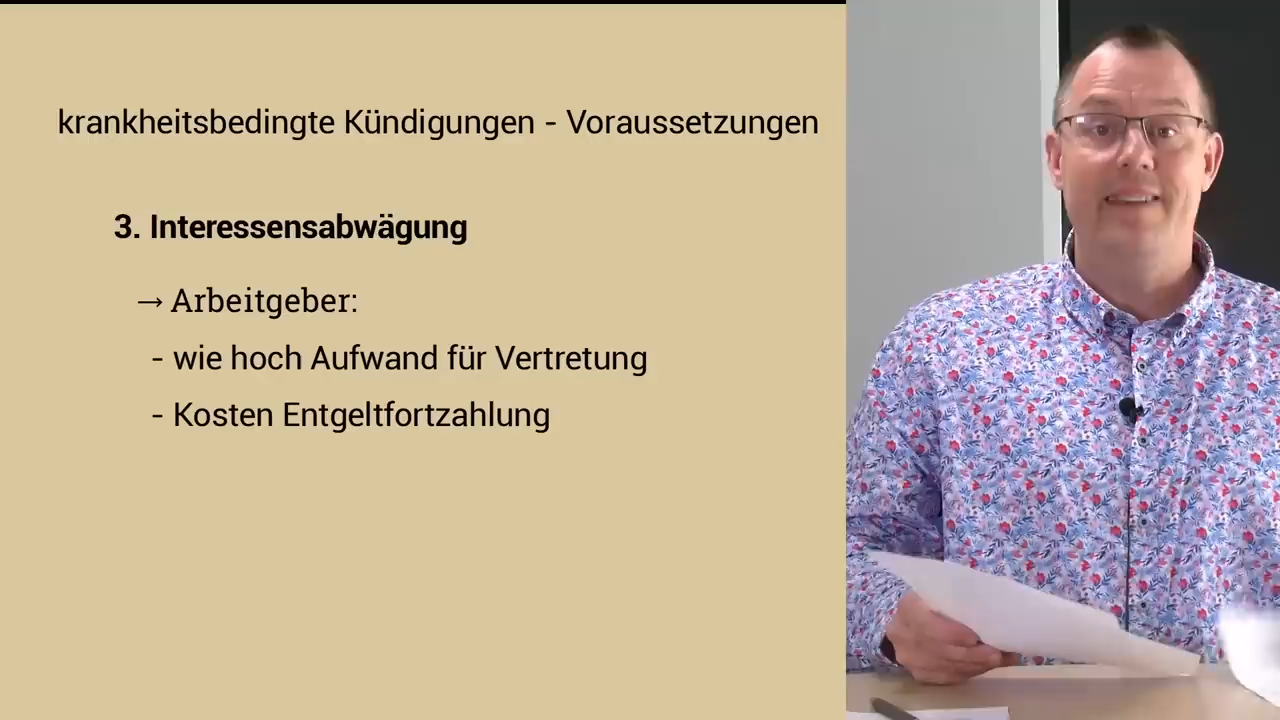 krankheitsbedingte Kündigungen - Voraussetzungen
3. Interessensabwägung
→ Arbeitgeber:
- wie hoch Aufwand für Vertretung
- Kosten Entgeltfortzahlung